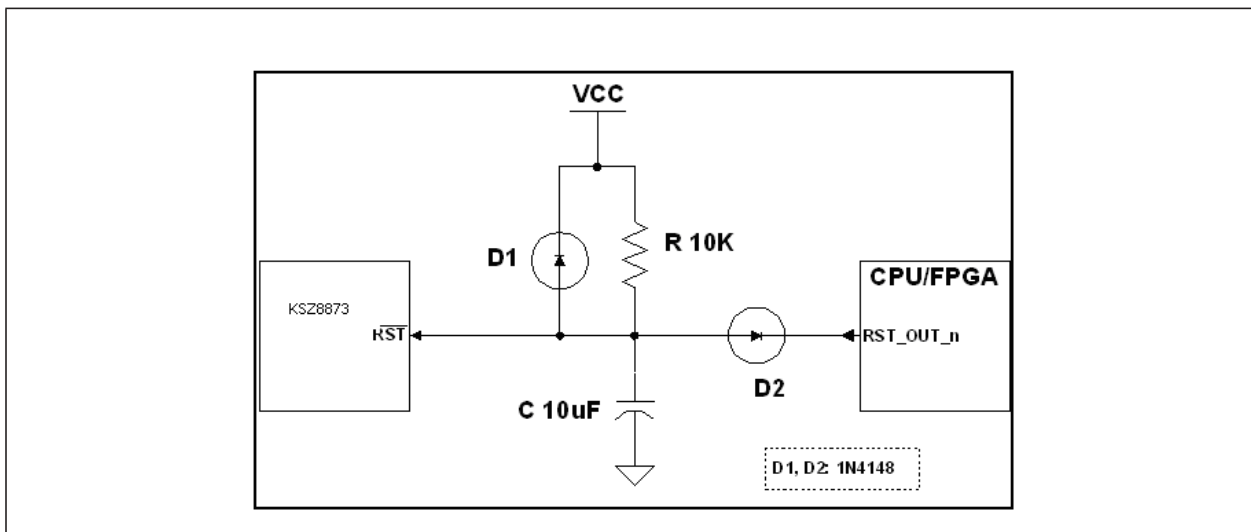 VCC
D1
R 10K
CPU/FPGA
KSZ8873
RST
RST_OUT_n
D2
C 10uF
D1, D2: 1N4148